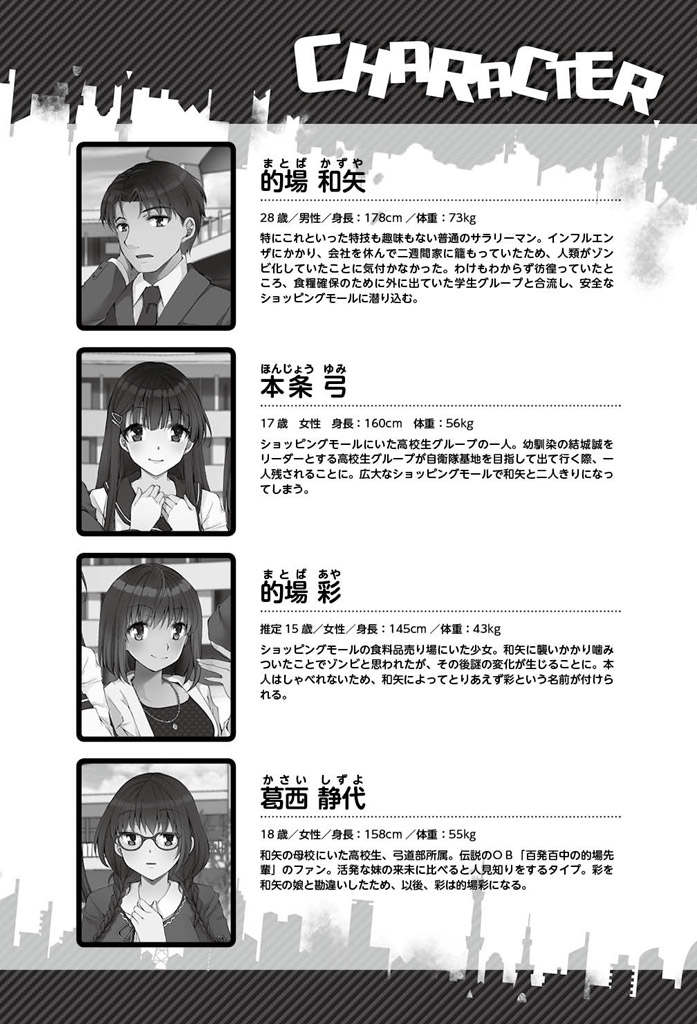 CHARACTER
まとば かずや
的場 和矢
28歳／男性／身長：178cm／体重：73kg
特にこれといった特技も趣味もない普通のサラリーマン。インフルエン
ザにかかり、会社を休んで二週間家に籠もっていたため、人類がゾン
ビ化していたことに気付かなかった。わけもわからず彷徨っていたと
ころ、食糧確保のために外に出ていた学生グループと合流し、安全な
ショッピングモールに潜り込む。
ほんじょう ゆみ
本条 弓
17歳　女性　身長：160cm　体重：56kg
ショッピングモールにいた高校生グループの一人。幼馴染の結城誠を
リーダーとする高校生グループが自衛隊基地を目指して出て行く際、一
人残されることに。広大なショッピングモールで和矢と二人きりになっ
てしまう。
まとば あや
的場 彩
推定15歳／女性／身長：145cm／体重：43kg
ショッピングモールの食料品売り場にいた少女。和矢に襲いかかり噛み
ついたことでゾンビと思われたが、その後謎の変化が生じることに。本
人はしゃべれないため、和矢によってとりあえず彩という名前が付けら
れる。
かさい しずよ
葛西 静代
18歳／女性／身長：158cm／体重：55kg
和矢の母校にいた高校生、弓道部所属。伝説のＯＢ「百発百中の的場先
輩」のファン。活発な妹の来未に比べると人見知りをするタイプ。彩を
和矢の娘と勘違いしたため、以後、彩は的場彩になる。